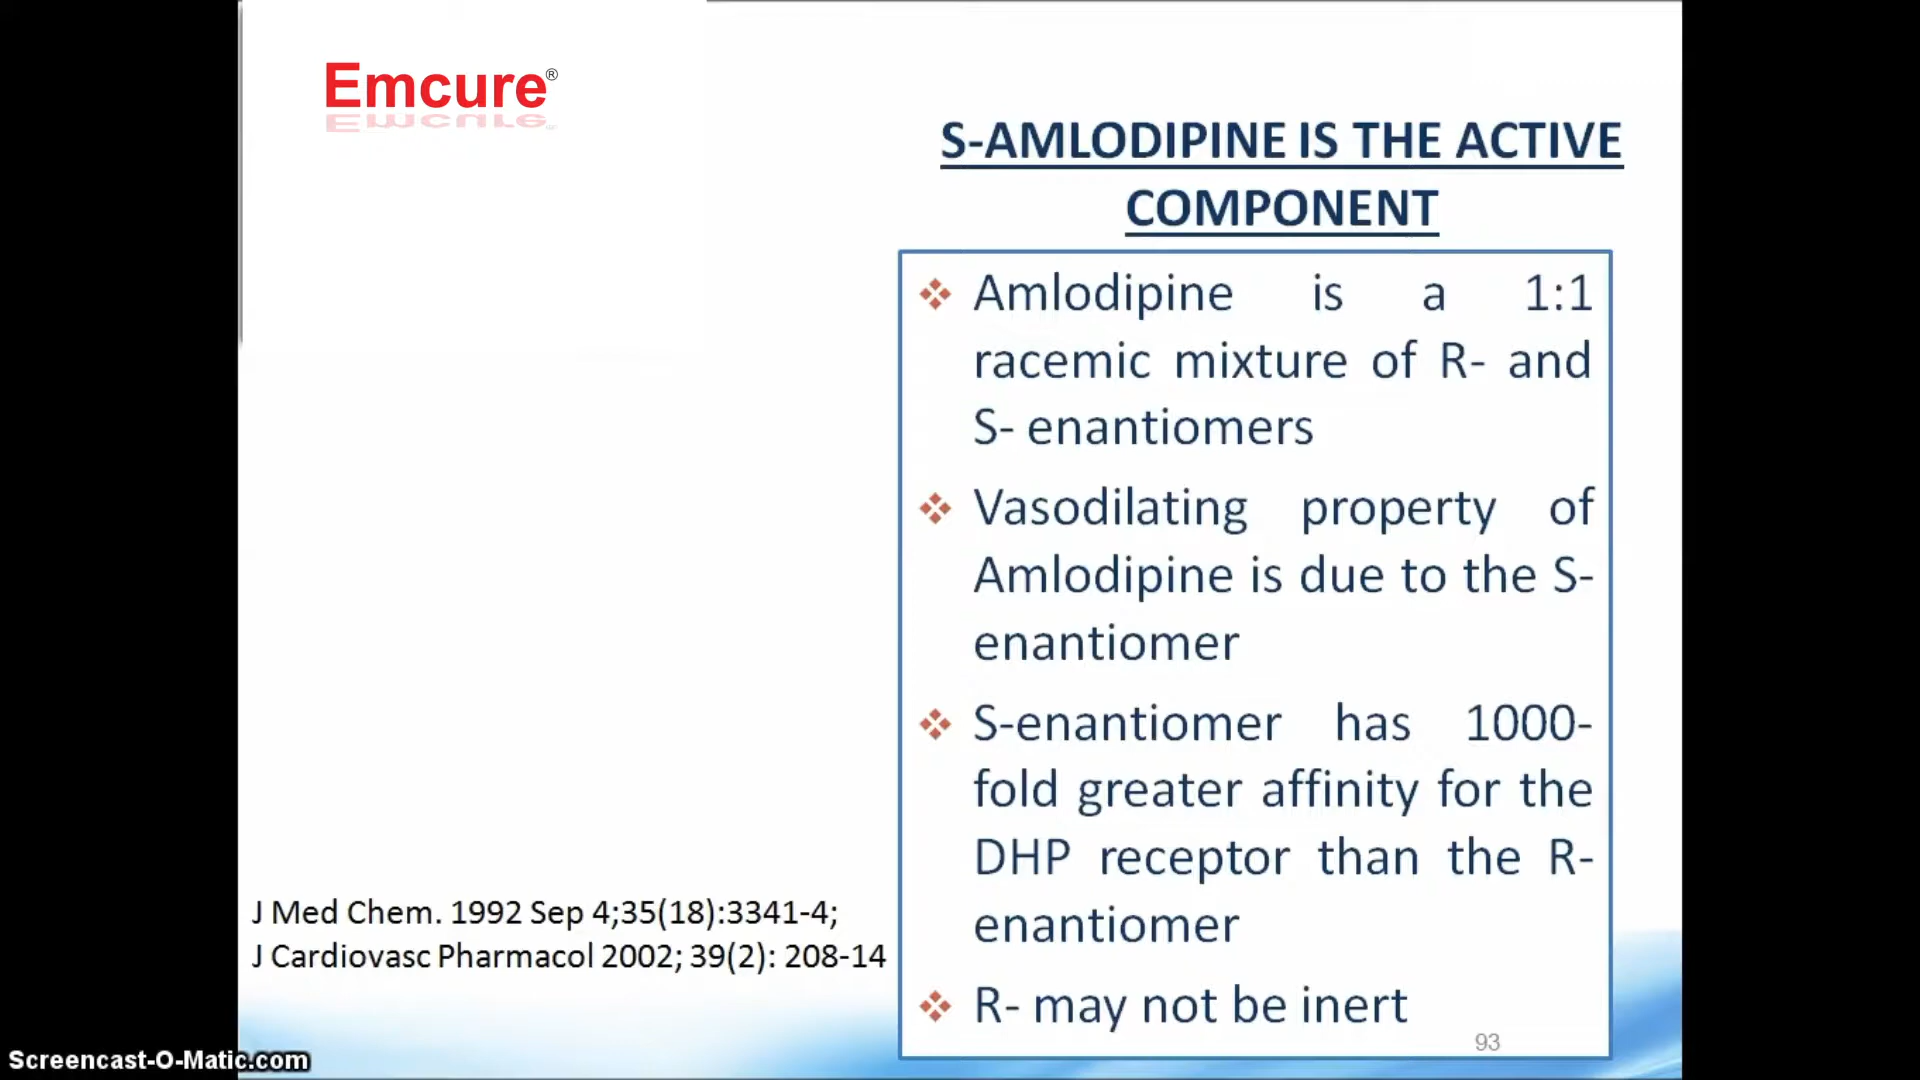 Emcure®
S-AMLODIPINE IS THE ACTIVE
COMPONENT
Amlodipine is a 1:1
racemic mixture of R- and
S- enantiomers
Vasodilating property of
Amlodipine is due to the S-
enantiomer
S-enantiomer has 1000-
fold greater affinity for the
DHP receptor than the R-
enantiomer
R- may not be inert
J Med Chem. 1992 Sep 4;35(18):3341-4;
J Cardiovasc Pharmacol 2002; 39(2): 208-14
93
Screencast-O-Matic.com